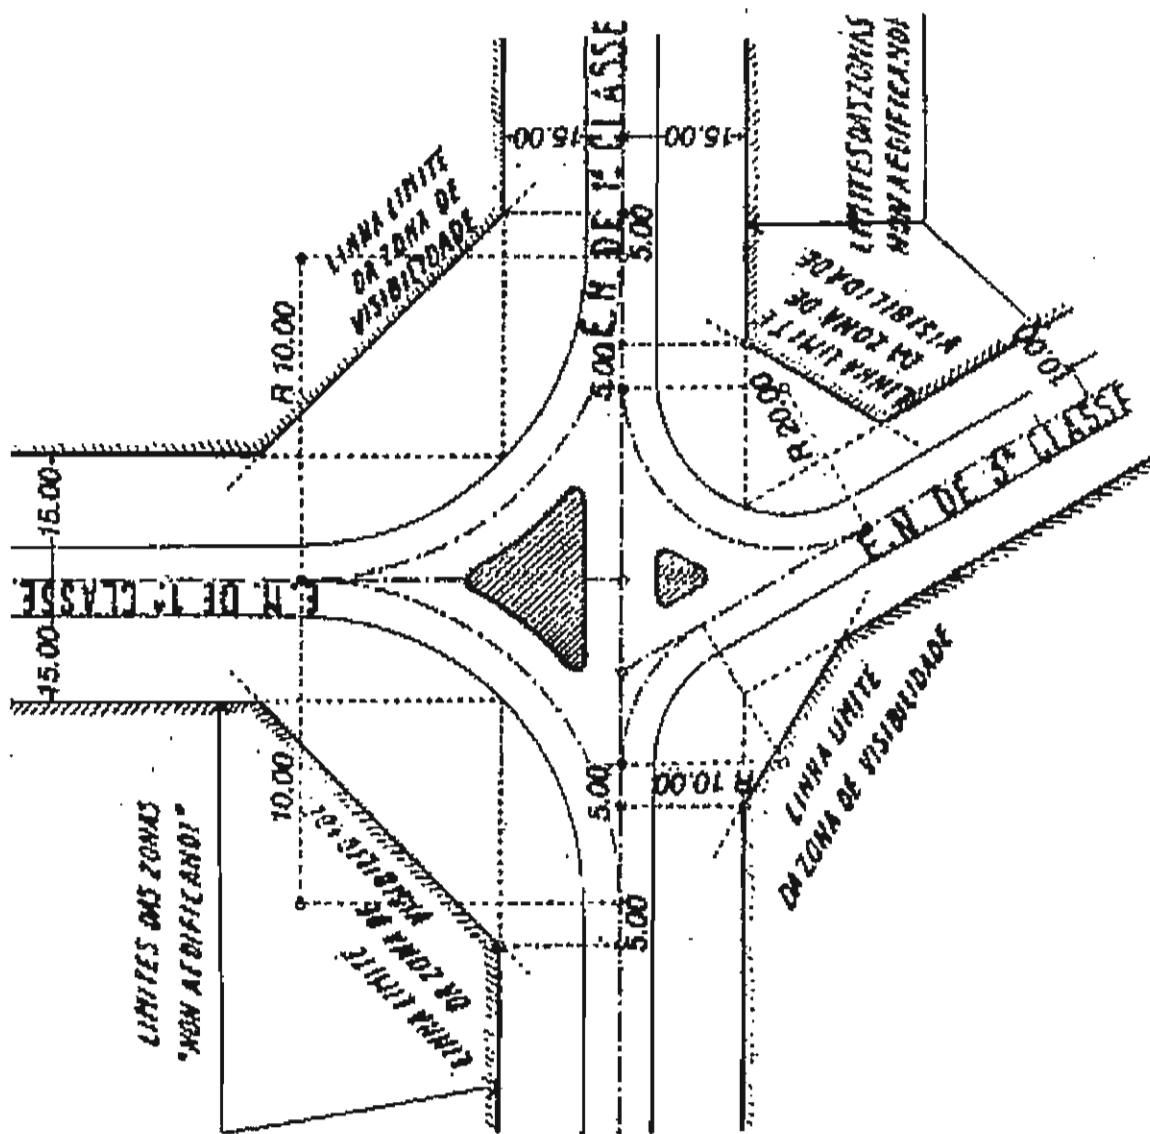 LINHA LIMITE
DA ZONA DE
VISIBILIDADE
E.N DE 1ª CLASSE
15.00
15.00
LIMITES DAS ZONAS
NON AEDIFICANDI
5.00
R 10.00
5.00
LINHA LIMITE
DA ZONA DE
VISIBILIDADE
R 20.00
10.00
E.N. DE 3ª CLASSE
15.00
E.N DE 1ª CLASSE
15.00
10.00
5.00
R 10.00
5.00
LINHA LIMITE
DA ZONA DE VISIBILIDADE
LIMITES DAS ZONAS
"NON AEDIFICANDI"
LINHA LIMITE
DA ZONA DE
VISIBILIDADE